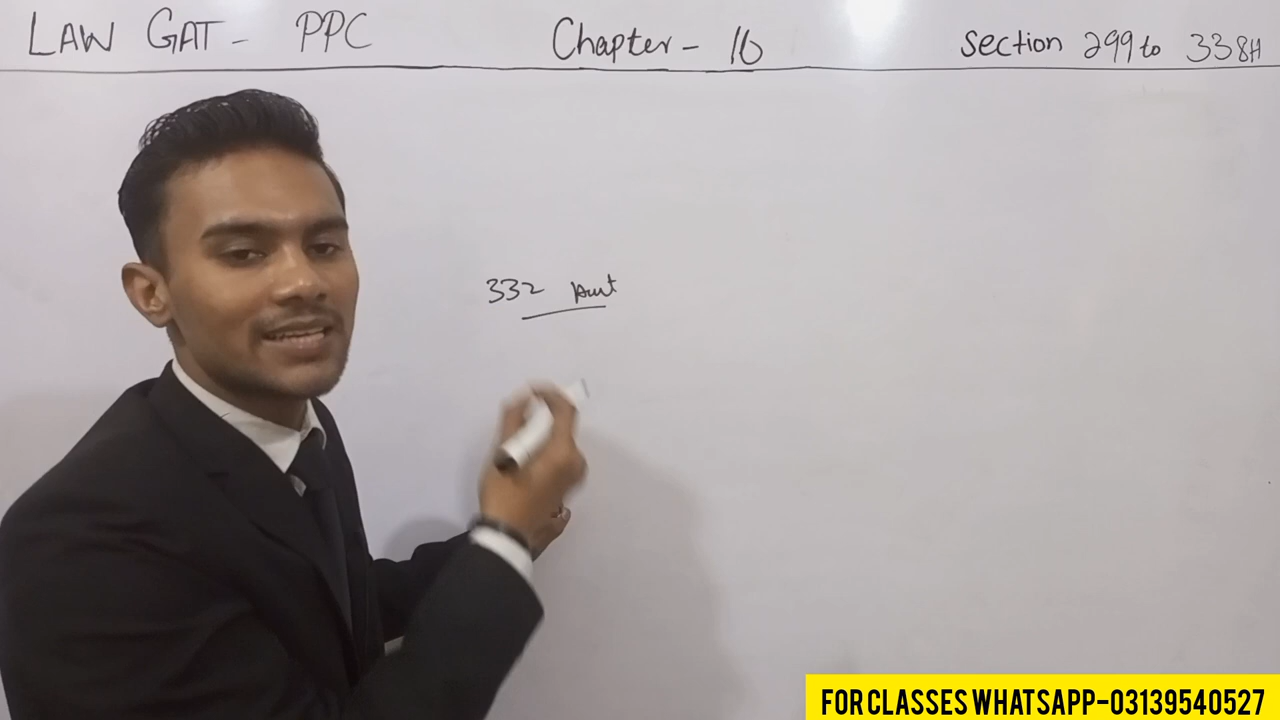 LAW GAT - PPC Chapter - 16 Section 299 to 338H
332 hurt
FOR CLASSES WHATSAPP-03139540527